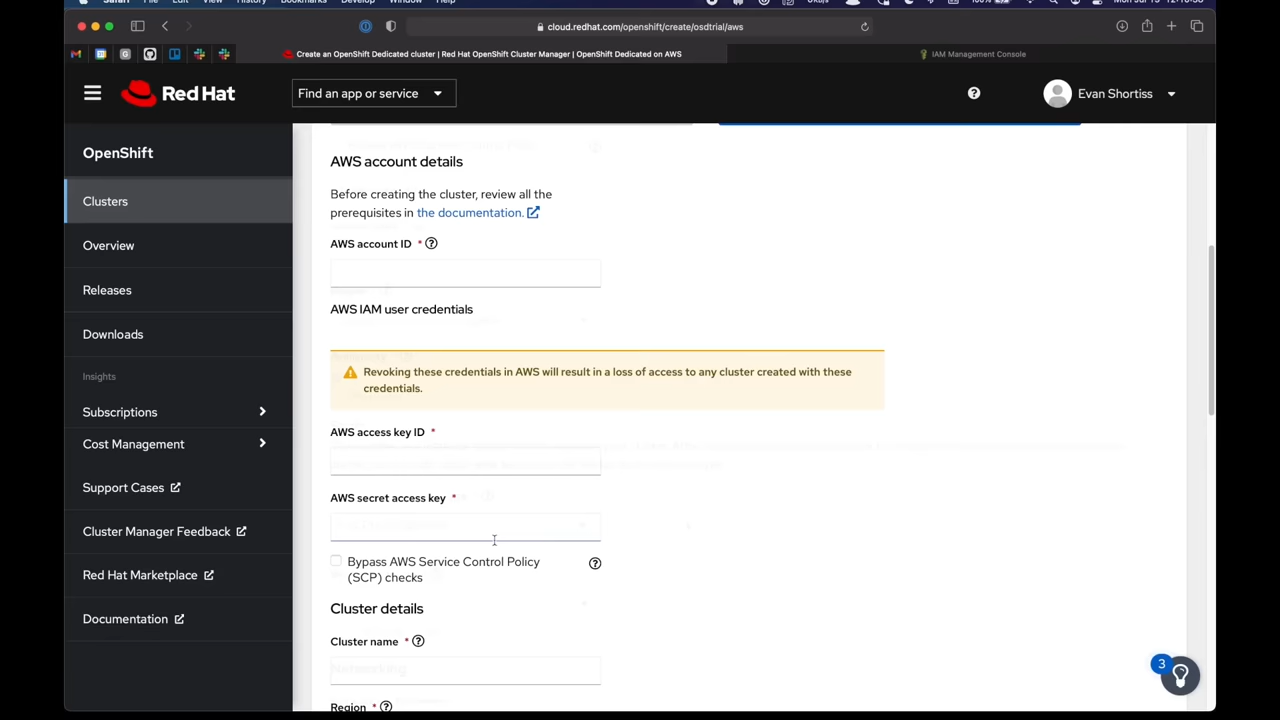 cloud.redhat.com/openshift/create/osdtrial/aws
Create an OpenShift Dedicated cluster | Red Hat OpenShift Cluster Manager | OpenShift Dedicated on AWS
IAM Management Console
Red Hat
Find an app or service
Evan Shortiss
OpenShift
Clusters
Overview
Releases
Downloads
Insights
Subscriptions
Cost Management
Support Cases
Cluster Manager Feedback
Red Hat Marketplace
Documentation
AWS account details
Before creating the cluster, review all the
prerequisites in the documentation.
AWS account ID *
AWS IAM user credentials
Revoking these credentials in AWS will result in a loss of access to any cluster created with these
credentials.
AWS access key ID *
AWS secret access key *
Bypass AWS Service Control Policy
(SCP) checks
Cluster details
Cluster name *
Networking
Region *
3